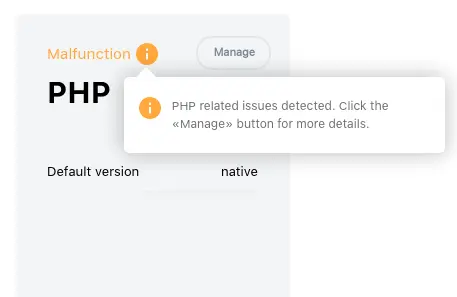 Malfunction
Manage
PHP
PHP related issues detected. Click the
«Manage» button for more details.
Default version native